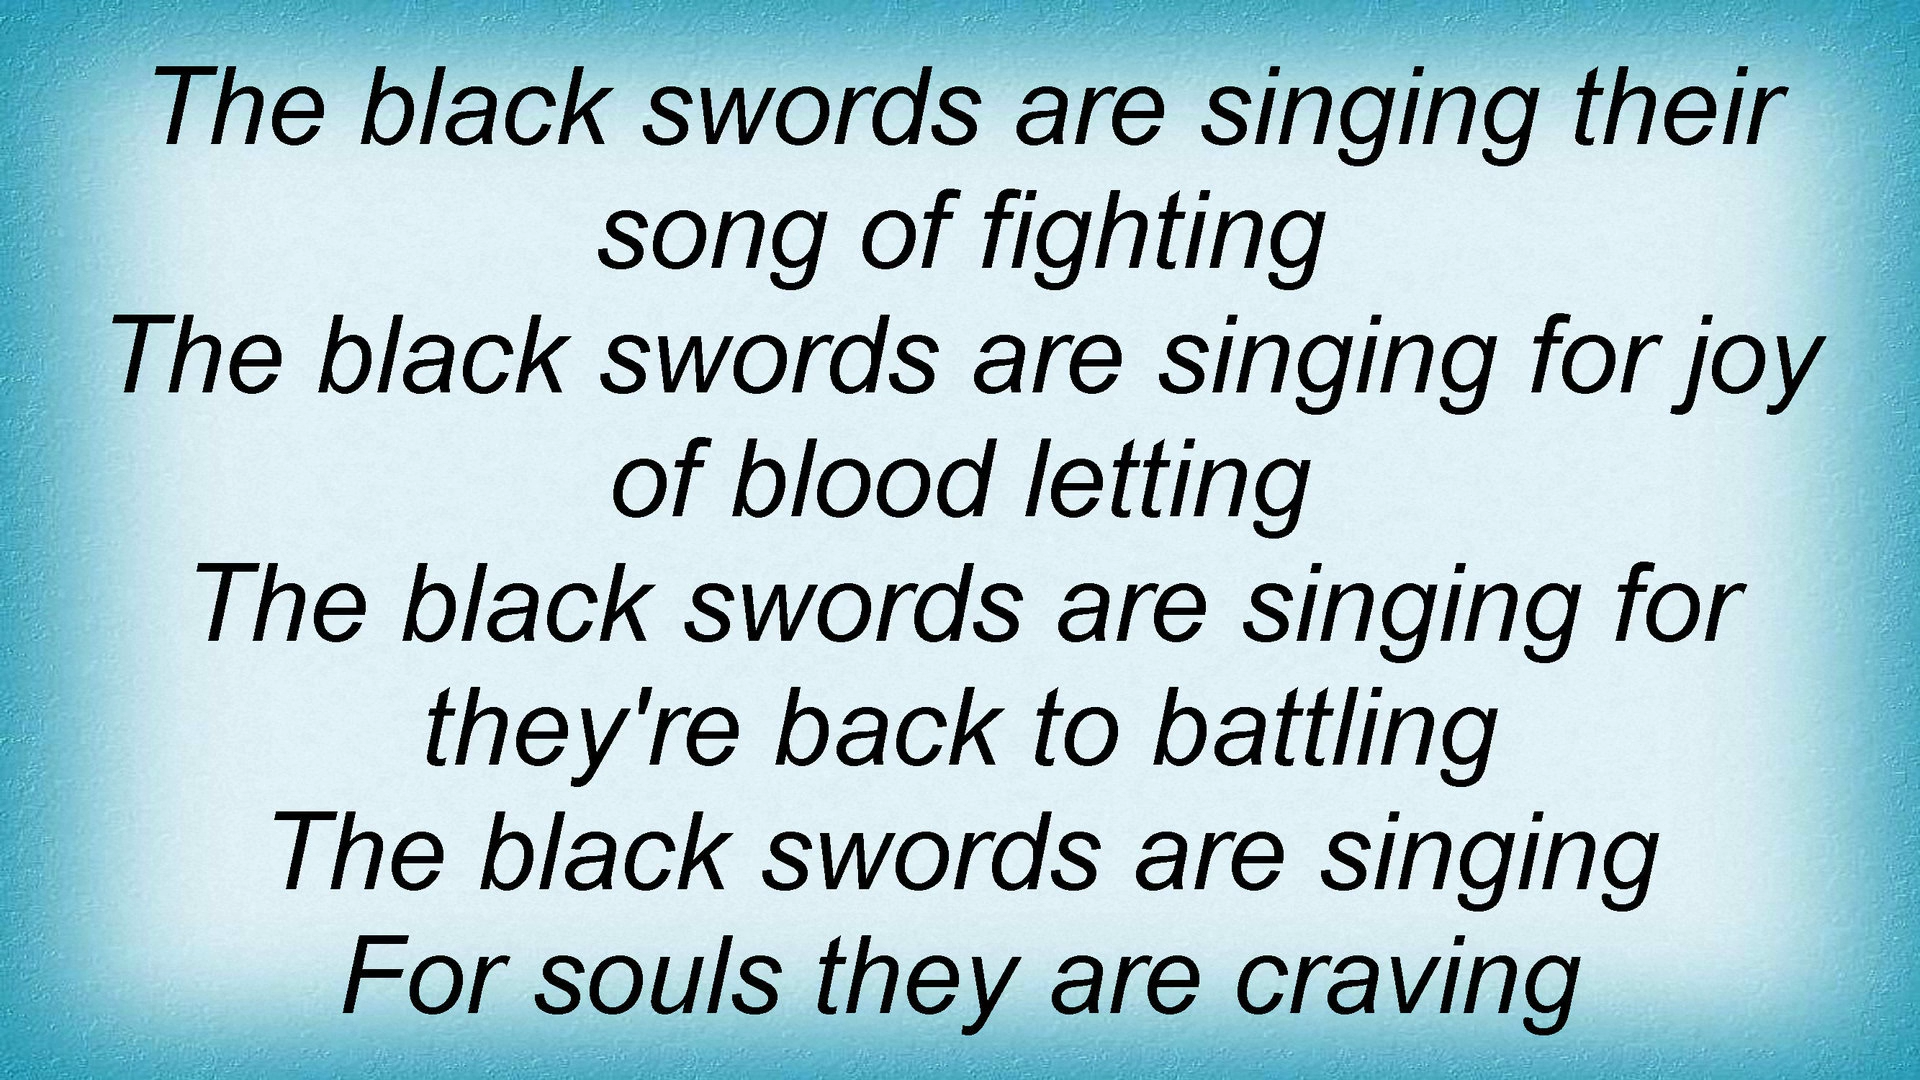 The black swords are singing their
song of fighting
The black swords are singing for joy
of blood letting
The black swords are singing for
they're back to battling
The black swords are singing
For souls they are craving